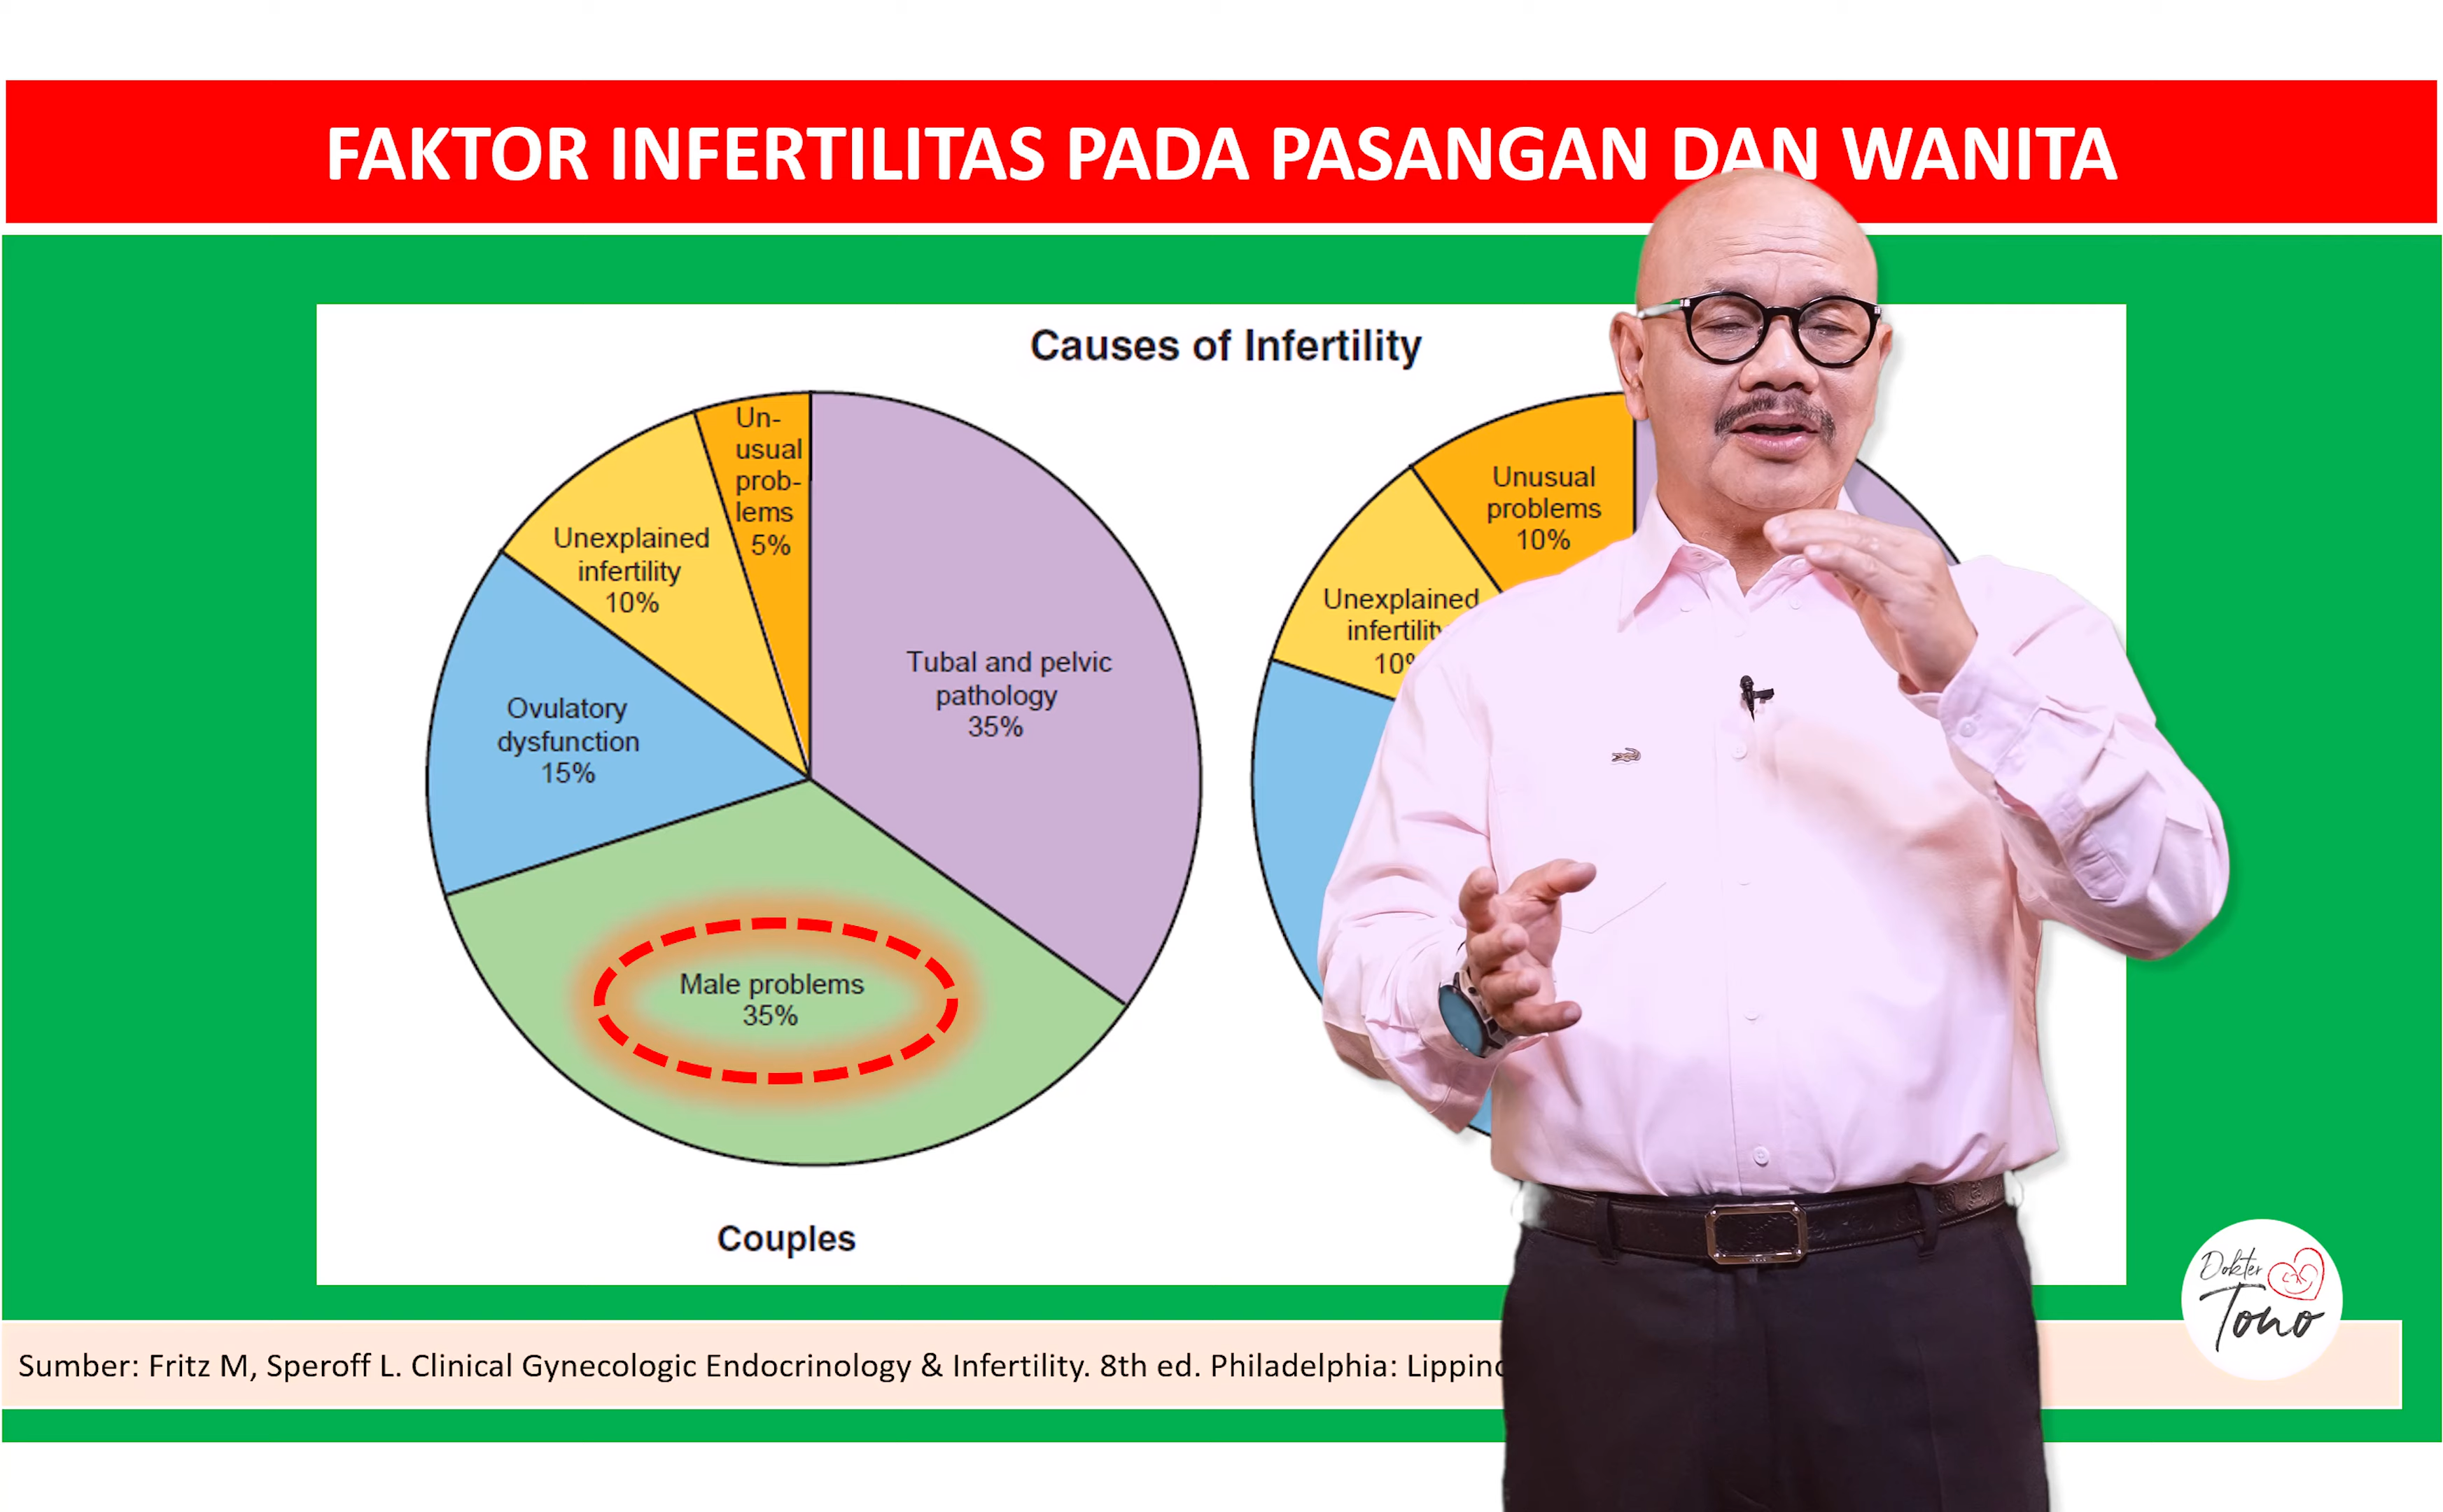 FAKTOR INFERTILITAS PADA PASANGAN DAN WANITA
Causes of Infertility
Un-
usual
prob-
lems
5%
Unexplained
infertility
10%
Ovulatory
dysfunction
15%
Tubal and pelvic
pathology
35%
Male problems
35%
Couples
Unusual
problems
10%
Unexplained
infertility
Sumber: Fritz M, Speroff L. Clinical Gynecologic Endocrinology & Infertility. 8th ed. Philadelphia:
Dokter
Tono